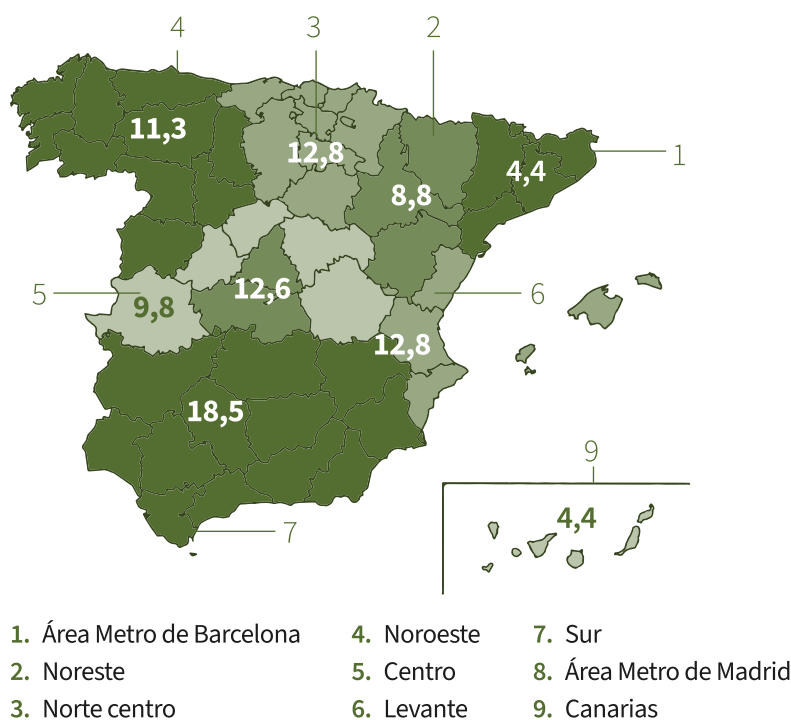 4 3 2
11,3
12,8
1
4,4
8,8
5
12,6
6
9,8
12,8
18,5
9
4,4
7
1. Área Metro de Barcelona
2. Noreste
3. Norte centro
4. Noroeste
5. Centro
6. Levante
7. Sur
8. Área Metro de Madrid
9. Canarias